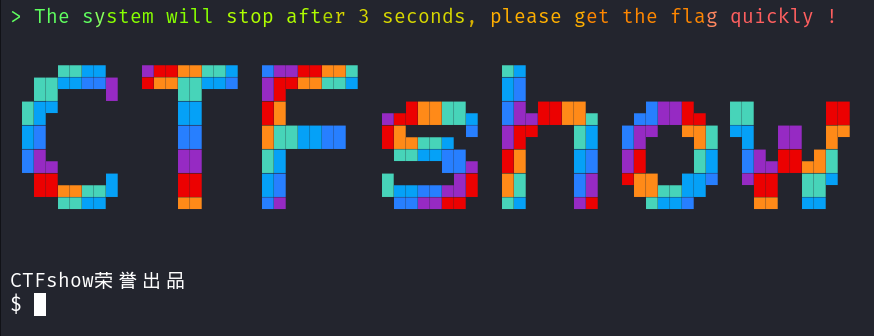 > The system will stop after 3 seconds, please get the flag quickly !
CTFshow
CTFshow荣誉出品
$